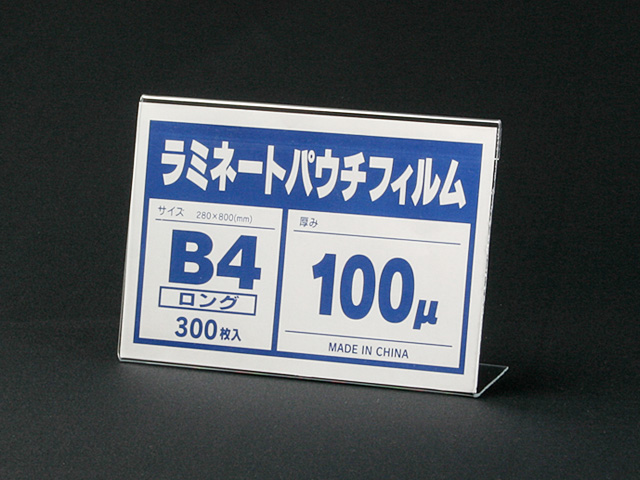 ラミネートパウチフィルム
サイズ 280×800(mm)
B4
ロング
300枚入
厚み
100μ
MADE IN CHINA